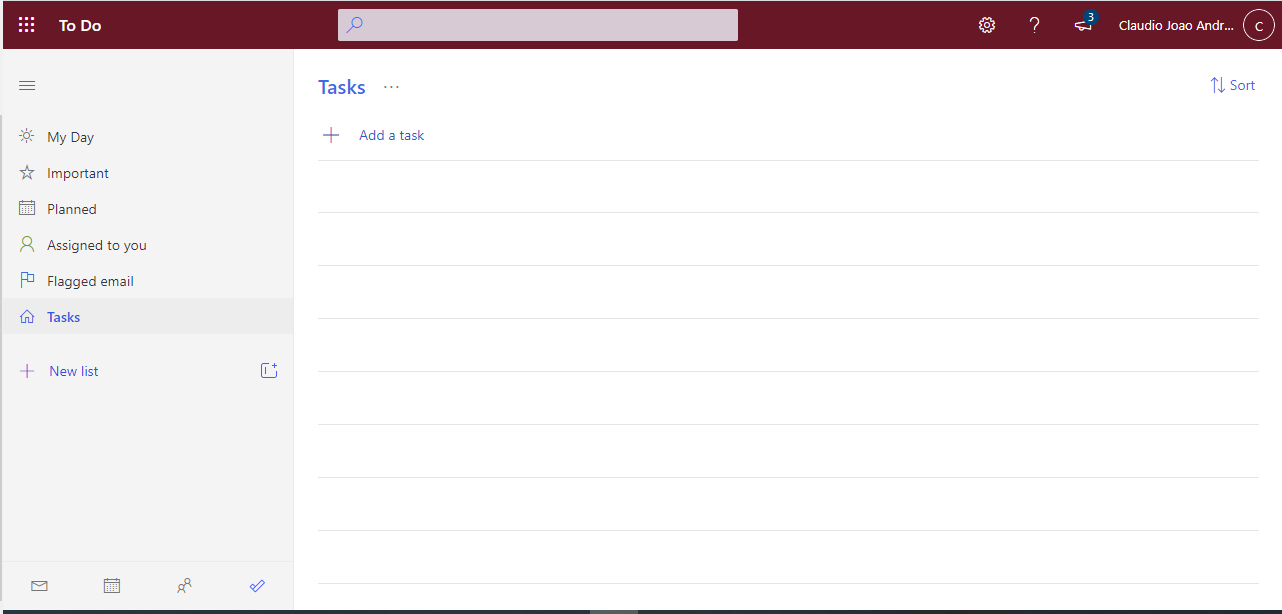 To Do
3
Claudio Joao Andr...
C
My Day
Important
Planned
Assigned to you
Flagged email
Tasks
New list
Tasks
Sort
Add a task